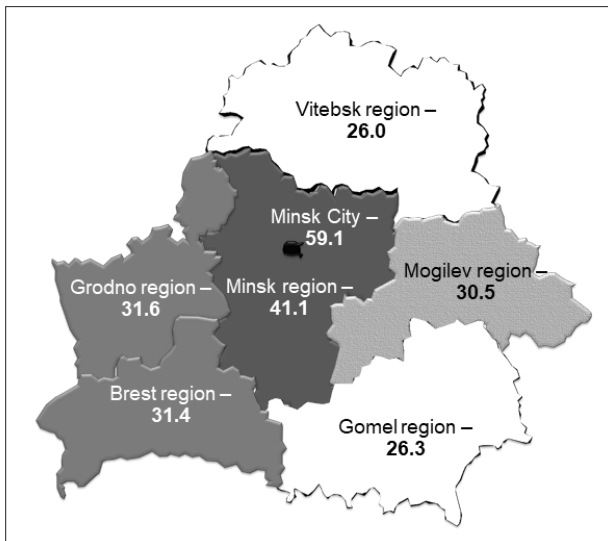 Vitebsk region –
26.0
Minsk City –
59.1
Mogilev region –
30.5
Grodno region –
31.6
Minsk region –
41.1
Brest region –
31.4
Gomel region –
26.3